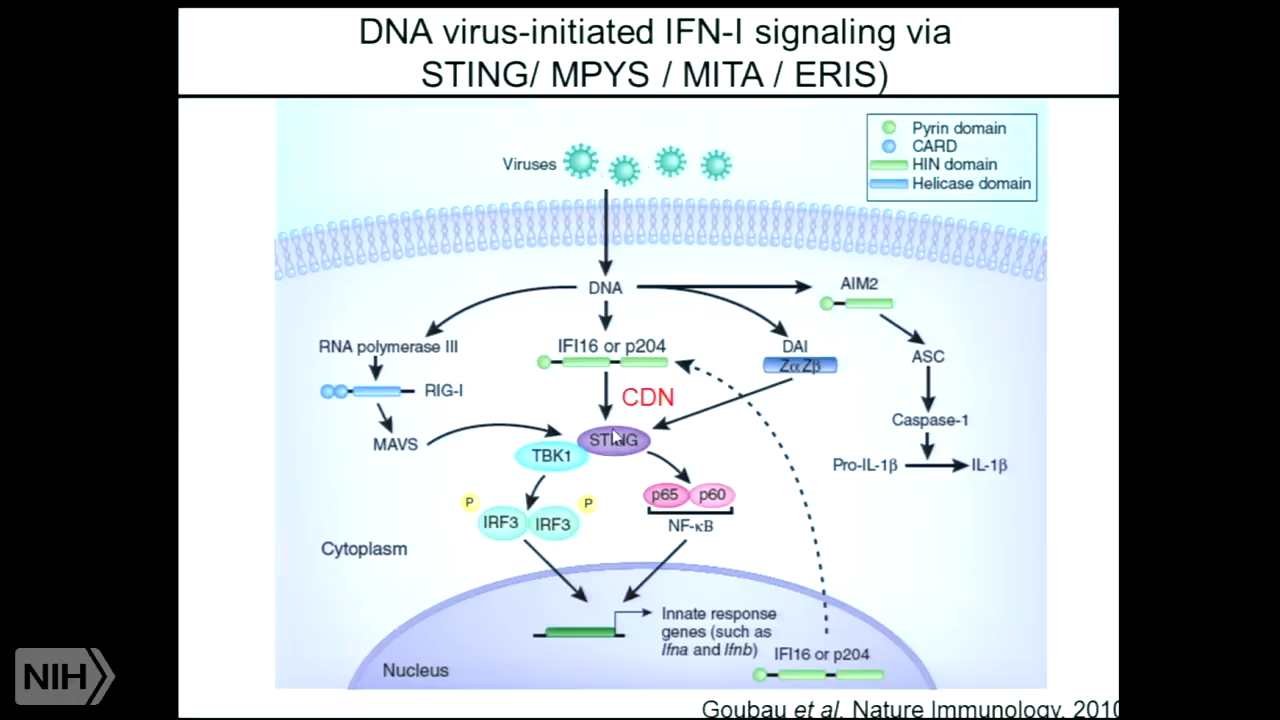 DNA virus-initiated IFN-I signaling via
STING/ MPYS / MITA / ERIS)
Pyrin domain
CARD
HIN domain
Helicase domain
Viruses
DNA
AIM2
RNA polymerase III
IFI16 or p204
DAI
ZαZβ
ASC
RIG-I
CDN
MAVS
STING
Caspase-1
TBK1
Pro-IL-1β
IL-1β
P
P
IRF3
IRF3
p65
p60
NF-κB
Cytoplasm
Innate response
genes (such as
Ifna and Ifnb)
IFI16 or p204
Nucleus
NIH
Goubau et al, Nature Immunology, 2010